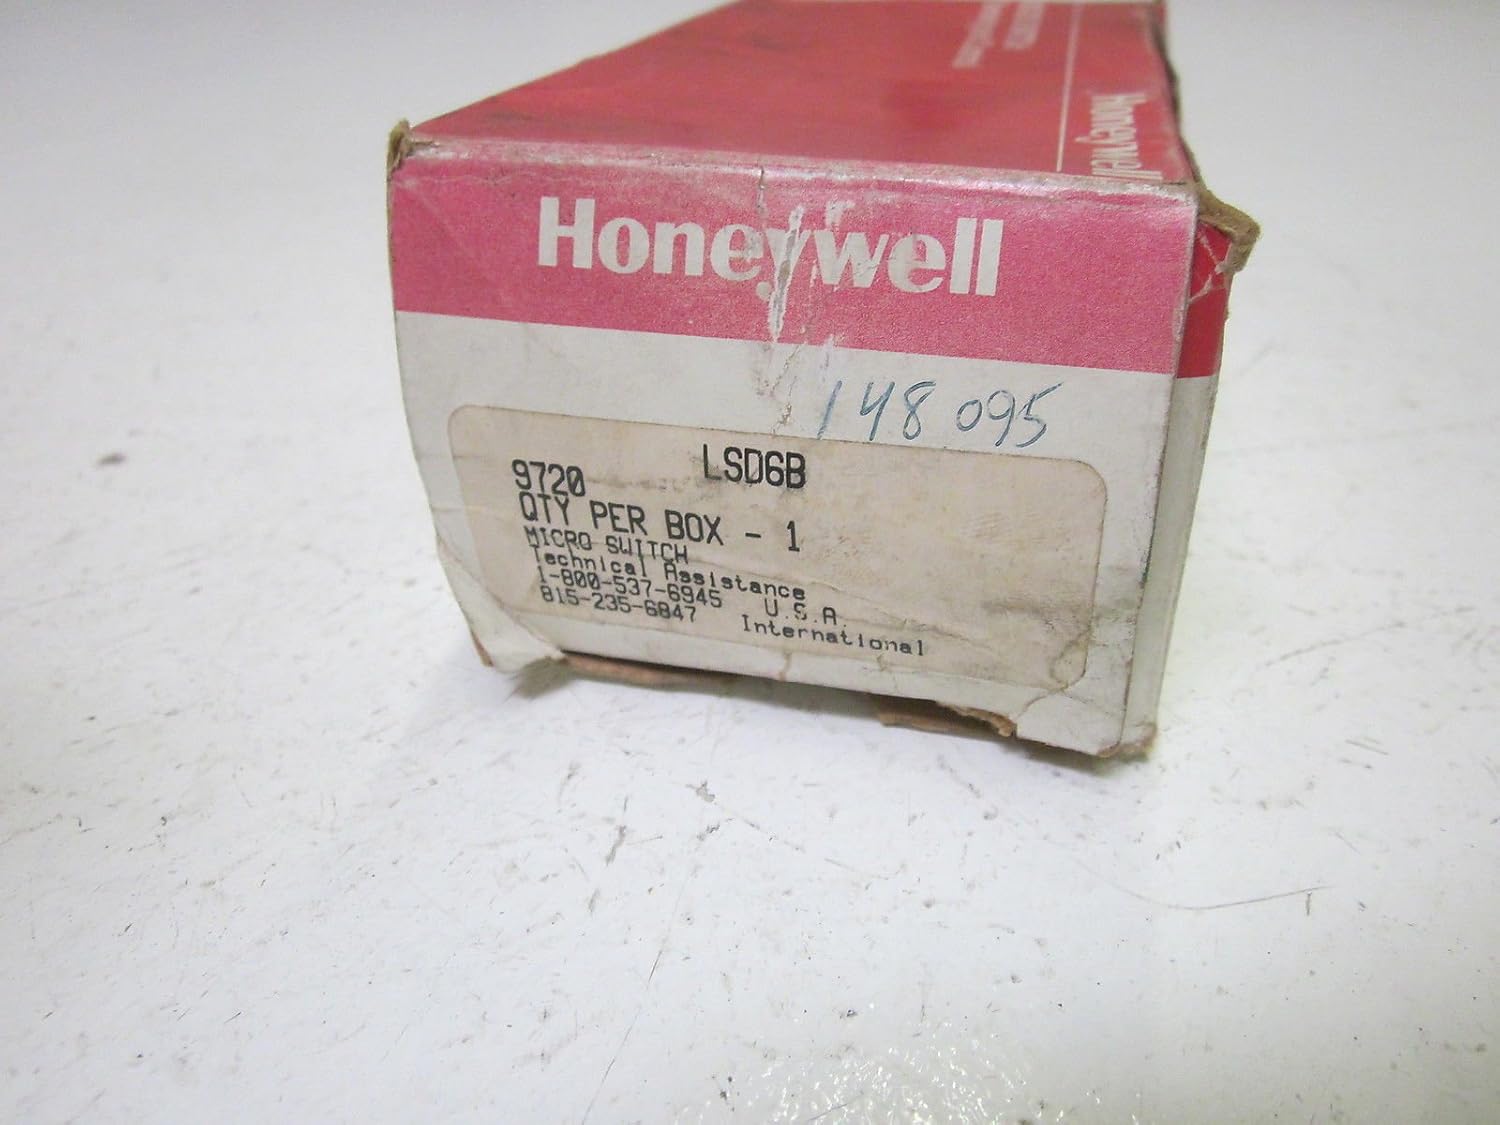 Honeywell
Honeywell
148 095
LSD6B
9720
QTY PER BOX - 1
MICRO SWITCH
Technical Assistance
1-800-537-6945 U.S.A.
815-235-6847 International